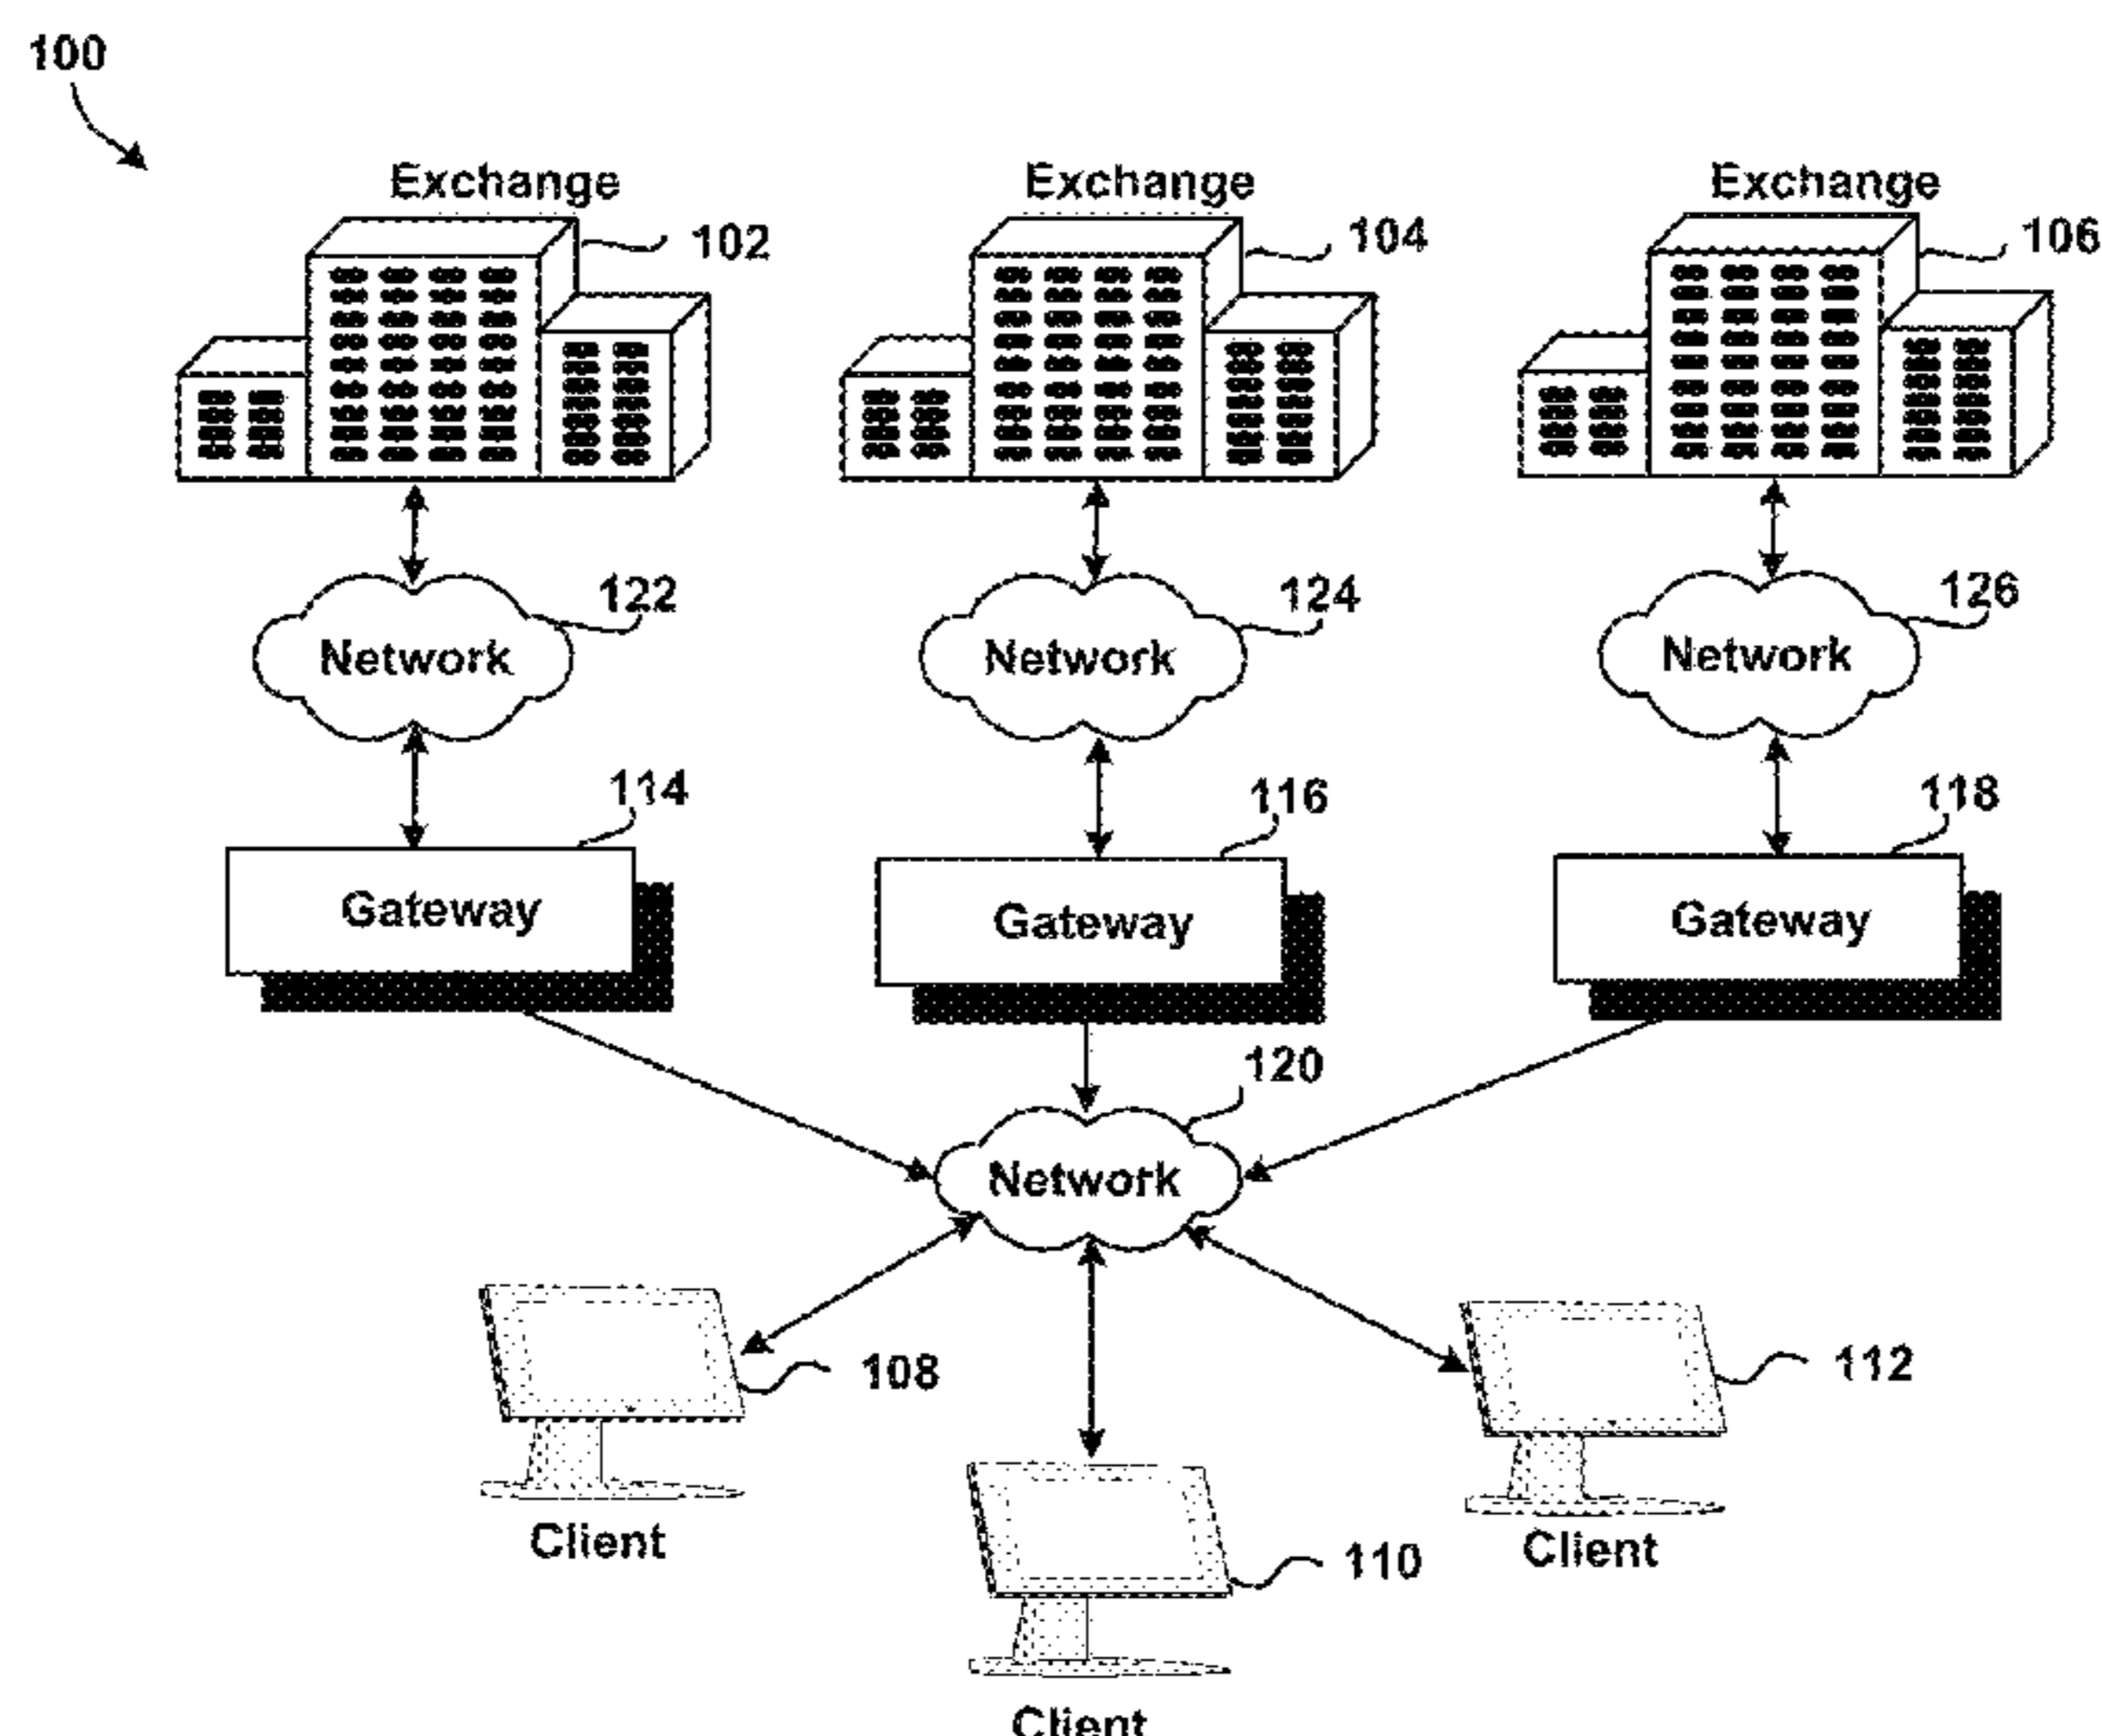 100
Exchange
Exchange
Exchange
102
104
106
122
124
126
Network
Network
Network
114
116
118
Gateway
Gateway
Gateway
120
Network
108
112
Client
Client
110
Client